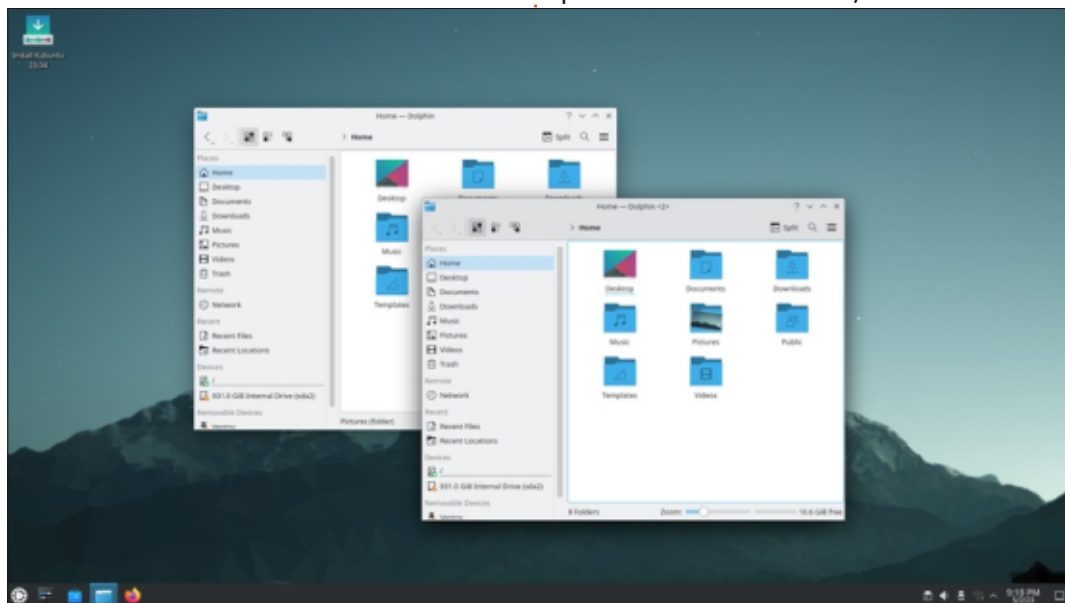 Install Kubuntu
23.04
Home — Dolphin
Home
Split
Places
Home
Desktop
Documents
Downloads
Music
Pictures
Videos
Trash
Remote
Network
Recent
Recent Files
Recent Locations
Devices
/
931.0 GiB Internal Drive (sda2)
Removable Devices
Ventoy
Desktop
Music
Templates
Pictures (folder)
Home — Dolphin <2>
Home
Split
Places
Home
Desktop
Documents
Downloads
Music
Pictures
Videos
Trash
Remote
Network
Recent
Recent Files
Recent Locations
Devices
/
931.0 GiB Internal Drive (sda2)
Removable Devices
Ventoy
Desktop Documents Downloads
Music Pictures Public
Templates Videos
8 Folders Zoom: 10.6 GiB free
9:18 PM